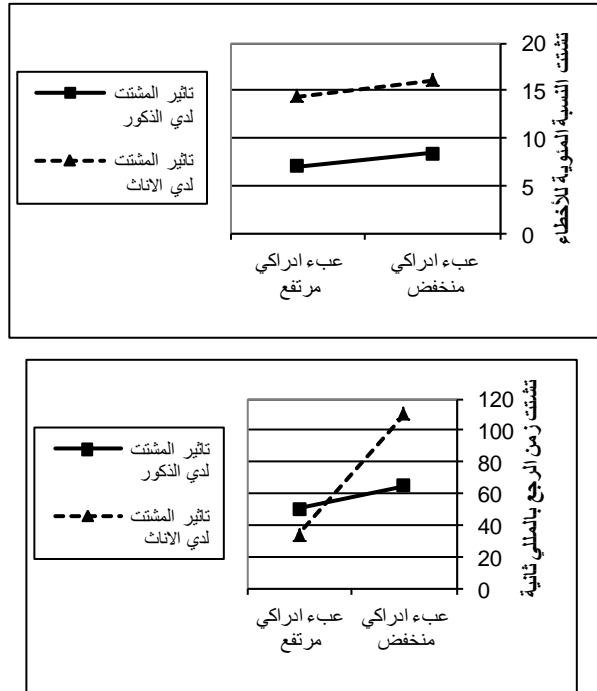 تشتت النسبة المئوية للأخطاء
20
15
10
5
0
عبء ادراكي
منخفض
عبء ادراكي
مرتفع
تاثير المشتت
لدي الذكور
تاثير المشتت
لدي الاناث
تشتت زمن الرجع بالمللي ثانية
120
100
80
60
40
20
0
عبء ادراكي
منخفض
عبء ادراكي
مرتفع
تاثير المشتت
لدي الذكور
تاثير المشتت
لدي الاناث